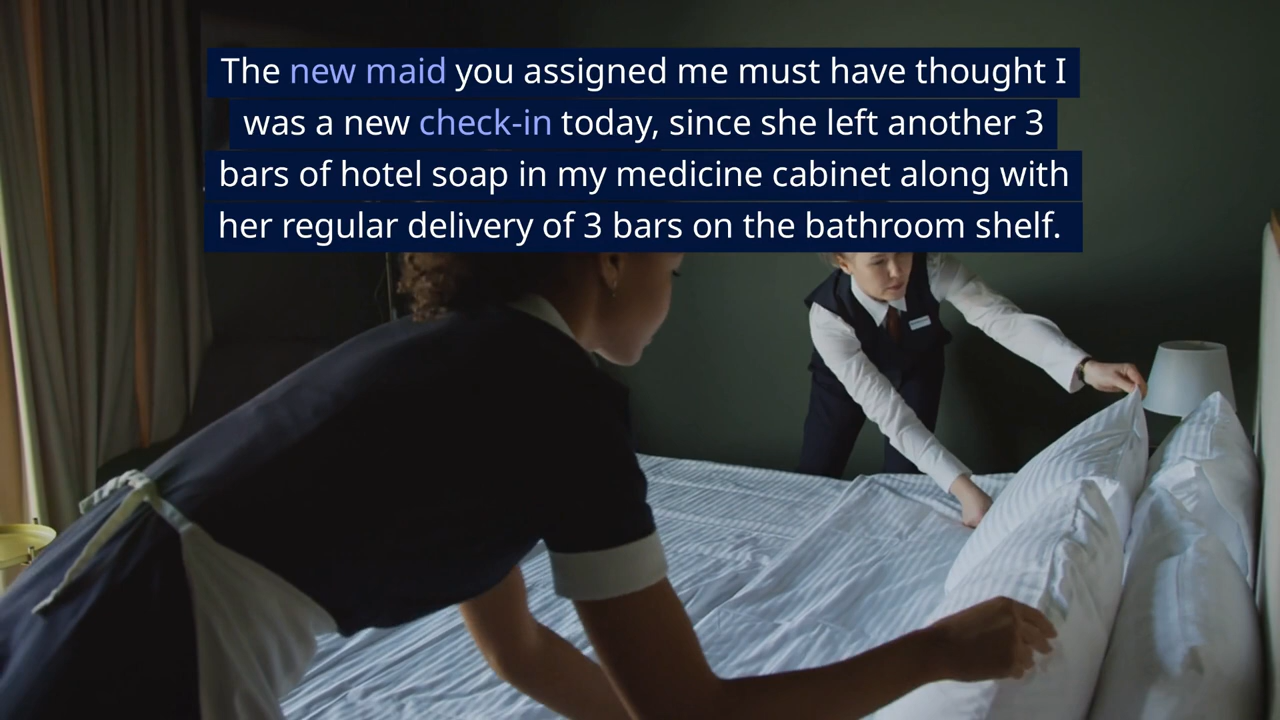 The new maid you assigned me must have thought I
was a new check-in today, since she left another 3
bars of hotel soap in my medicine cabinet along with
her regular delivery of 3 bars on the bathroom shelf.